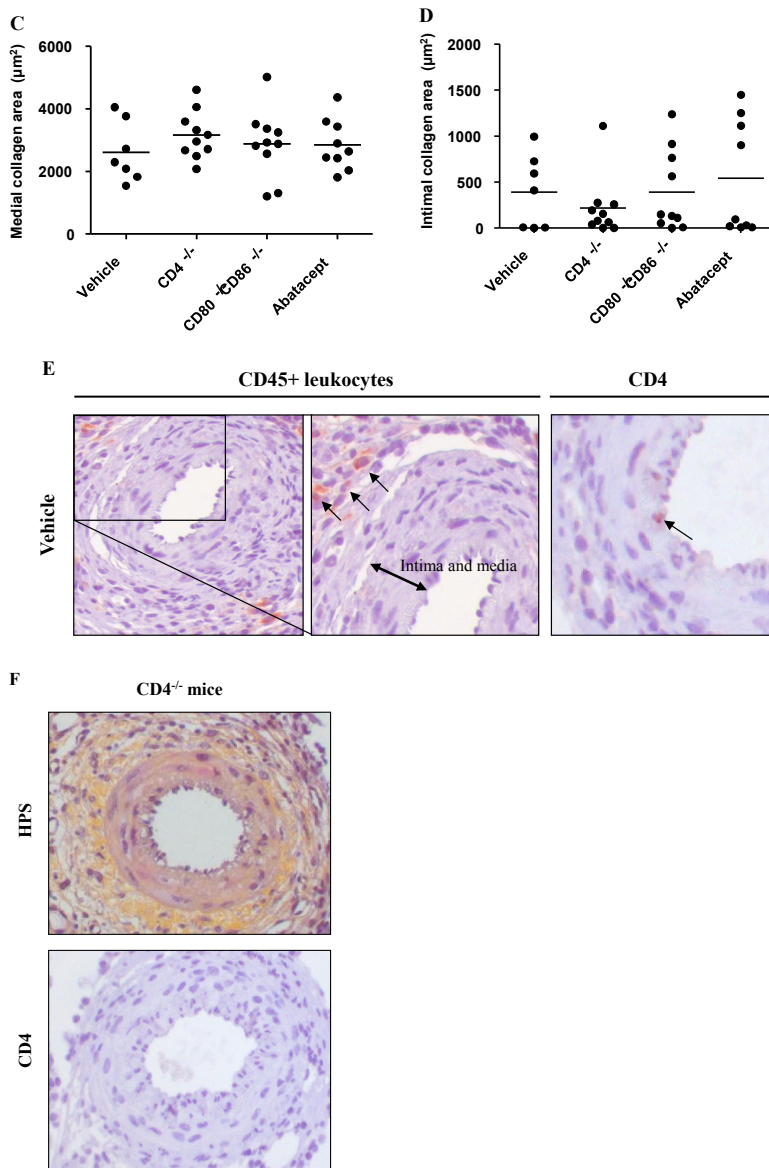 C
Medial collagen area (µm²)
6000
4000
2000
0
Vehicle
CD4 -/-
CD80 -/-CD86 -/-
Abatacept
D
Intimal collagen area (µm²)
2000
1500
1000
500
0
Vehicle
CD4 -/-
CD80 -/-CD86 -/-
Abatacept
E
CD45+ leukocytes
CD4
Vehicle
Intima and media
F
CD4-/- mice
HPS
CD4